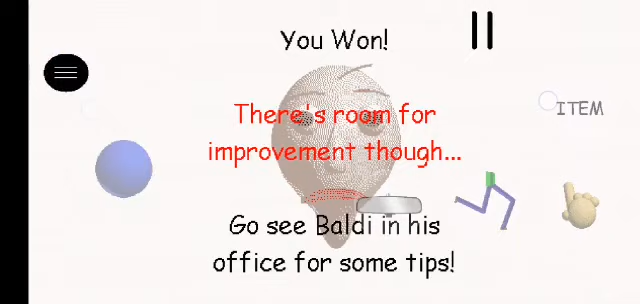 You Won!
There's room for
ITEM
improvement though...
Go see Baldi in his
office for some tips!